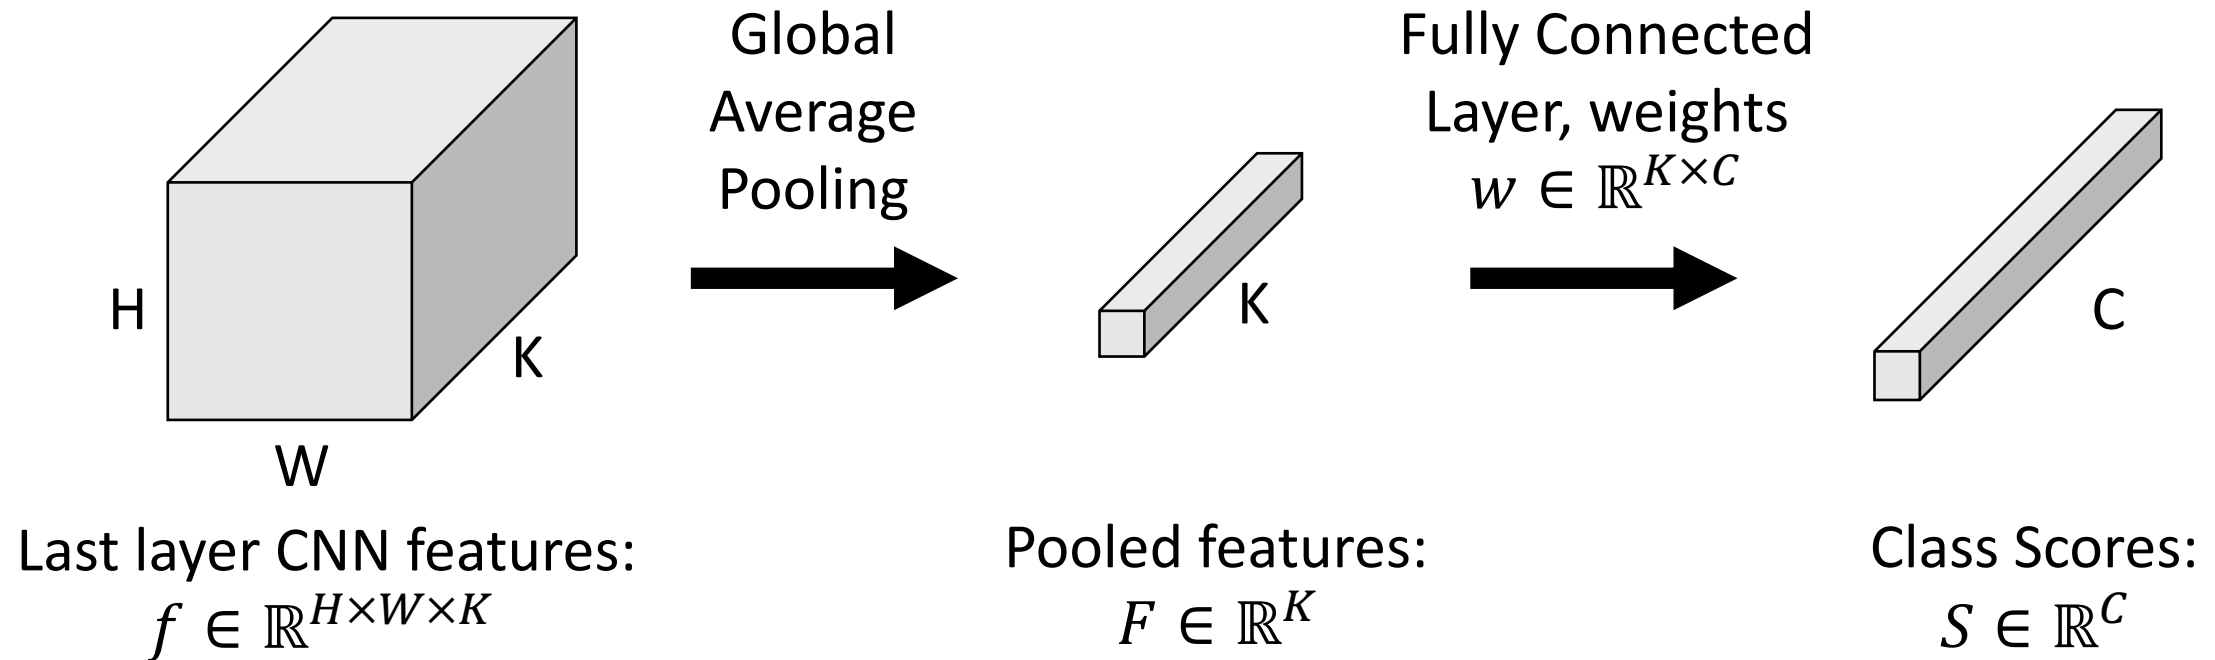 Global
Average
Pooling
Fully Connected
Layer, weights
w ∈ ℝ^{K×C}
H
W
K
K
C
Last layer CNN features:
f ∈ ℝ^{H×W×K}
Pooled features:
F ∈ ℝ^K
Class Scores:
S ∈ ℝ^C